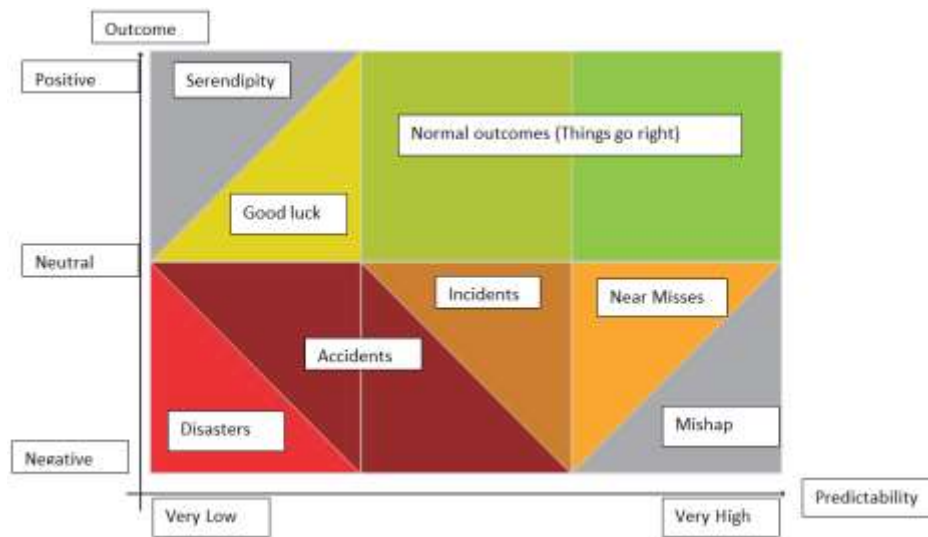 Outcome
Positive
Serendipity
Normal outcomes (Things go right)
Good luck
Neutral
Incidents
Near Misses
Accidents
Disasters
Mishap
Negative
Predictability
Very Low
Very High